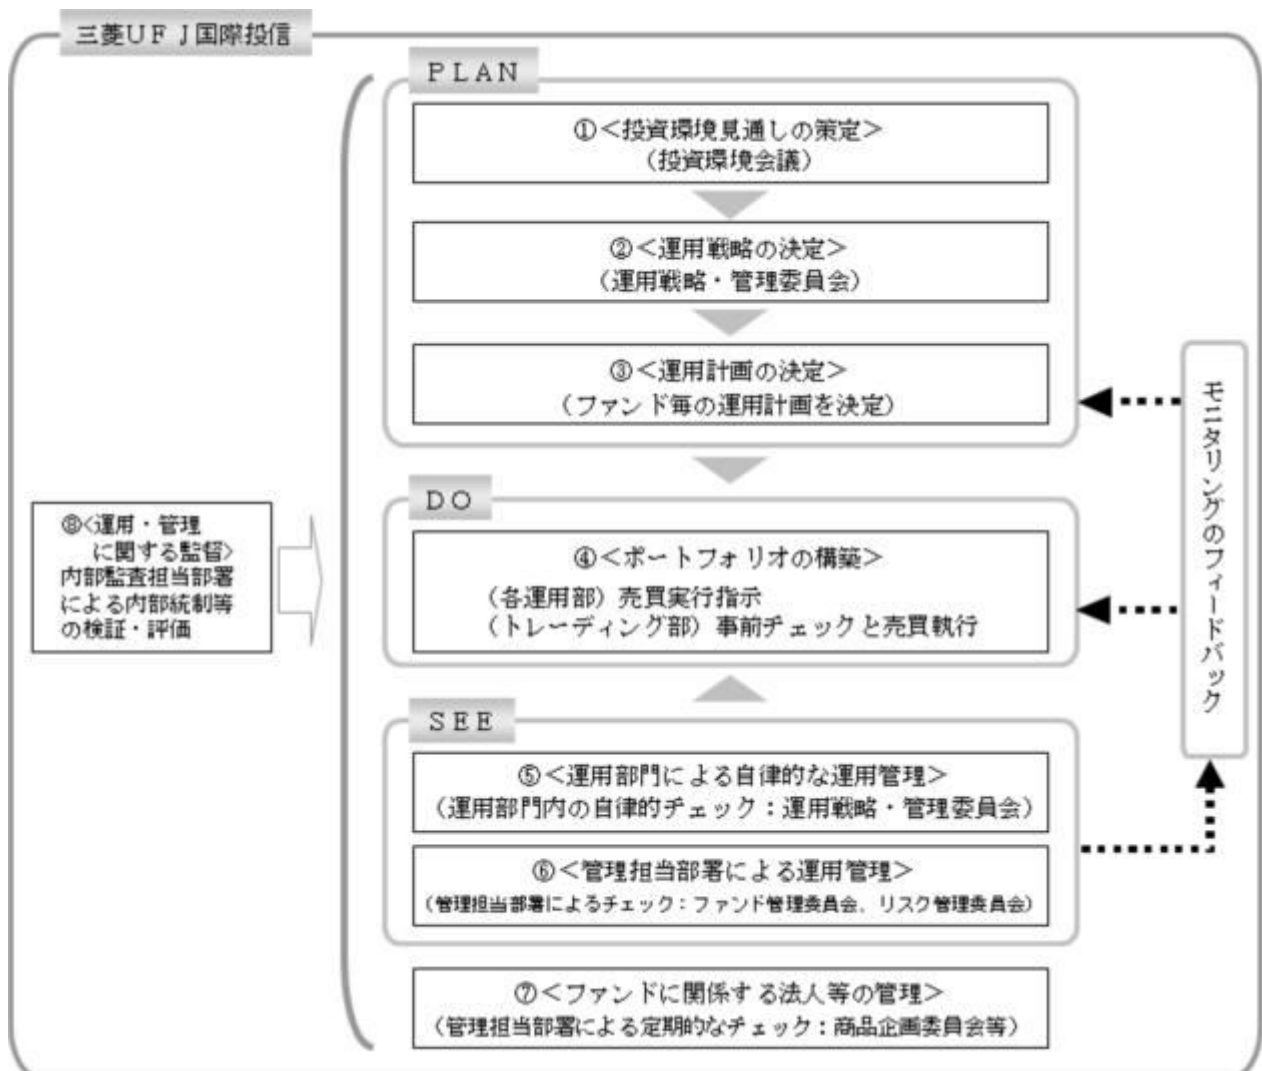 三菱ＵＦＪ国際投信
ＰＬＡＮ
①＜投資環境見通しの策定＞
（投資環境会議）
②＜運用戦略の決定＞
（運用戦略・管理委員会）
③＜運用計画の決定＞
（ファンド毎の運用計画を決定）
ＤＯ
④＜ポートフォリオの構築＞
（各運用部）売買実行指示
（トレーディング部）事前チェックと売買執行
ＳＥＥ
⑤＜運用部門による自律的な運用管理＞
（運用部門内の自律的チェック：運用戦略・管理委員会）
⑥＜管理担当部署による運用管理＞
（管理担当部署によるチェック：ファンド管理委員会、リスク管理委員会）
⑦＜ファンドに関係する法人等の管理＞
（管理担当部署による定期的なチェック：商品企画委員会等）
⑧＜運用・管理
に関する監督＞
内部監査担当部署
による内部統制等
の検証・評価
モニタリングのフィードバック